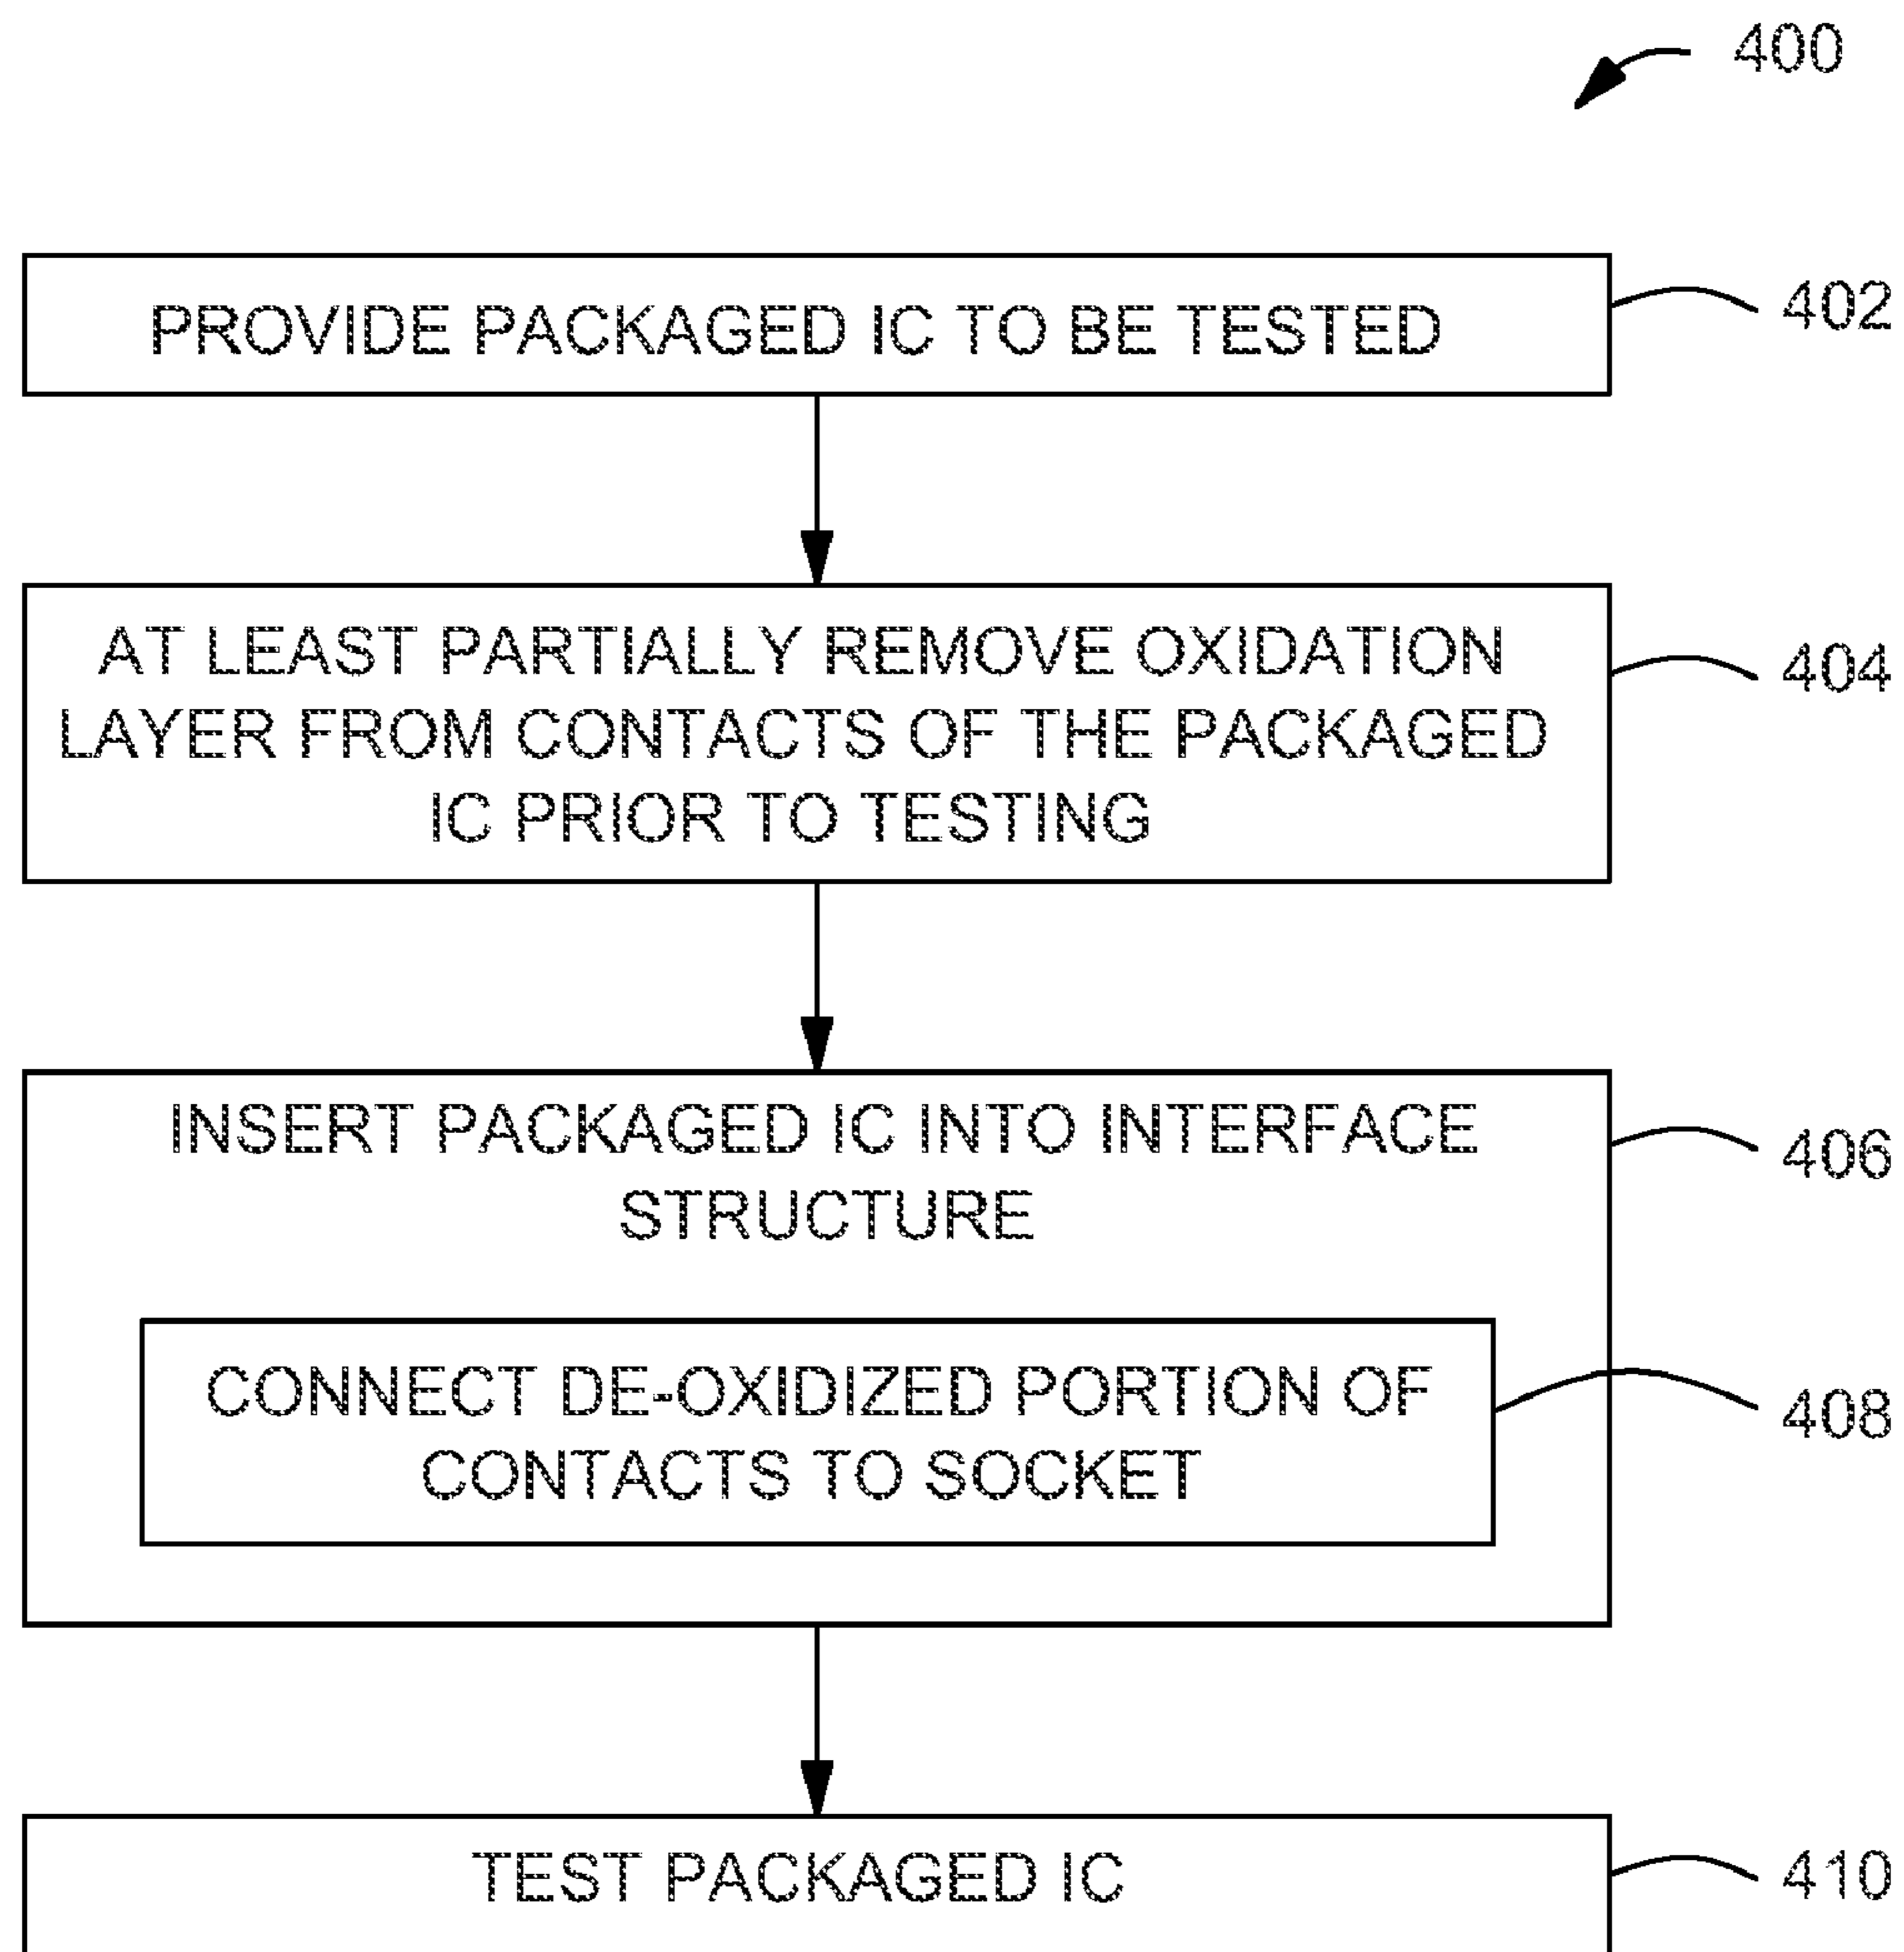 400
PROVIDE PACKAGED IC TO BE TESTED
402
AT LEAST PARTIALLY REMOVE OXIDATION
LAYER FROM CONTACTS OF THE PACKAGED
IC PRIOR TO TESTING
404
INSERT PACKAGED IC INTO INTERFACE
STRUCTURE
406
CONNECT DE-OXIDIZED PORTION OF
CONTACTS TO SOCKET
408
TEST PACKAGED IC
410